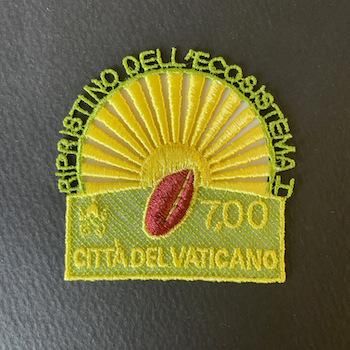 RIPRISTINO DELL'ECOSISTEMA I
7,00
CITTÀ DEL VATICANO